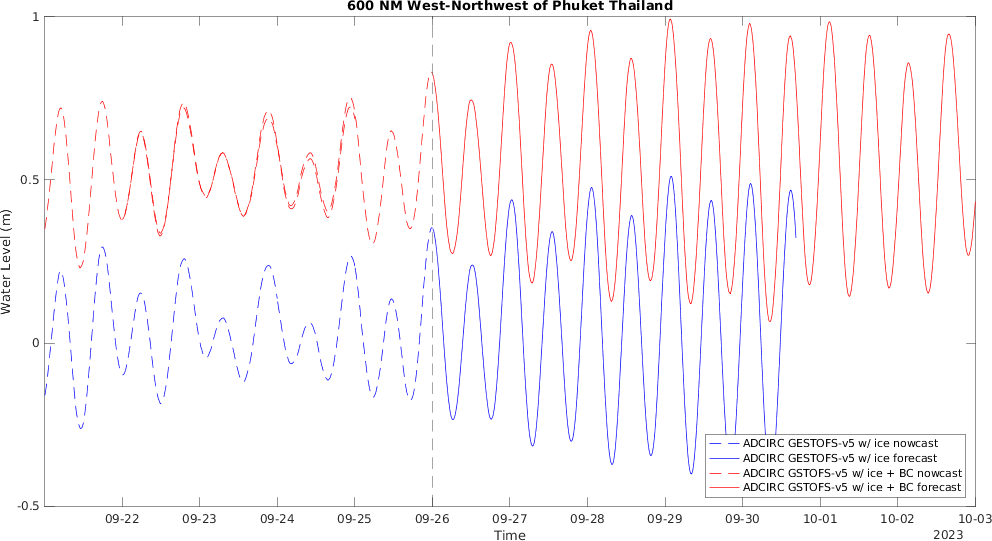 600 NM West-Northwest of Phuket Thailand
1
0.5
0
-0.5
Water Level (m)
ADCIRC GESTOFS-v5 w/ ice nowcast
ADCIRC GESTOFS-v5 w/ ice forecast
ADCIRC GSTOFS-v5 w/ ice + BC nowcast
ADCIRC GSTOFS-v5 w/ ice + BC forecast
09-22 09-23 09-24 09-25 09-26 09-27 09-28 09-29 09-30 10-01 10-02 10-03
Time
2023